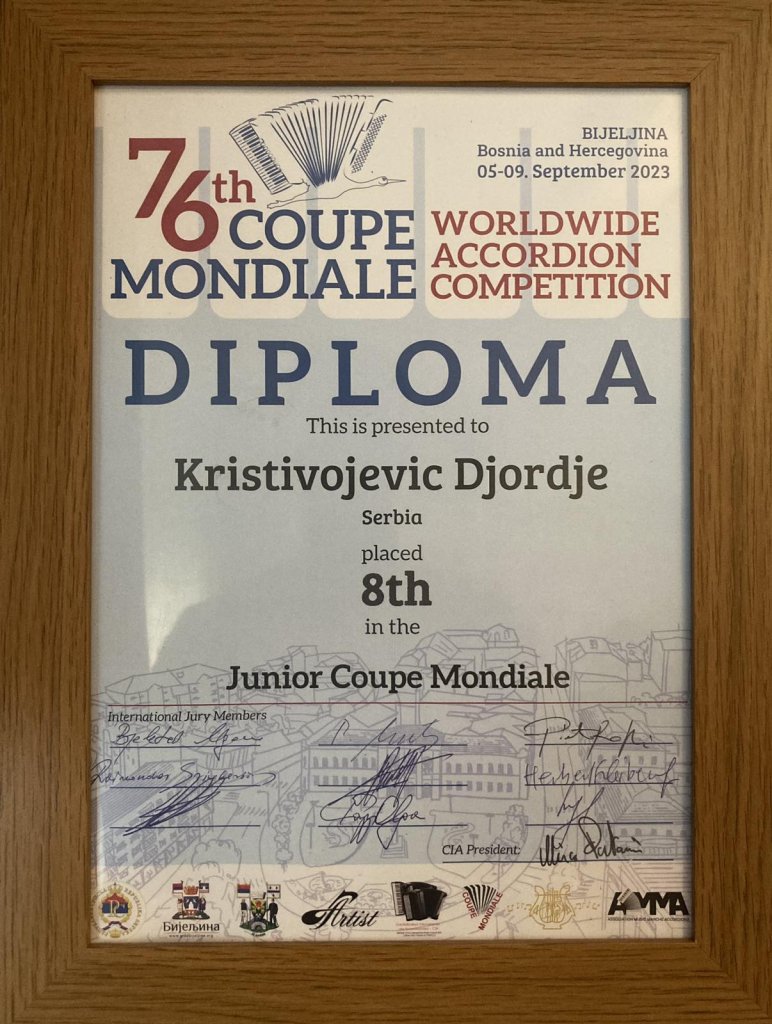 BIJELJINA
Bosnia and Hercegovina
05-09. September 2023
76th
COUPE
MONDIALE
WORLDWIDE
ACCORDION
COMPETITION
DIPLOMA
This is presented to
Kristivojevic Djordje
Serbia
placed
8th
in the
Junior Coupe Mondiale
International Jury Members
CIA President:
Бијељина
Artist
COUPE
MONDIALE